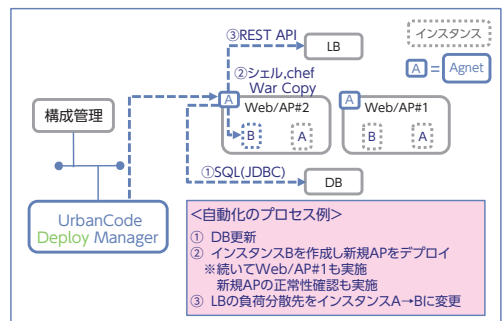 ③REST API
LB
インスタンス
A = Agnet
②シェル,chef
War Copy
構成管理
A
Web/AP#2
A
Web/AP#1
B
A
B
A
①SQL(JDBC)
DB
UrbanCode
Deploy Manager
<自動化のプロセス例>
① DB更新
② インスタンスBを作成し新規APをデプロイ
※続いてWeb/AP#1も実施
新規APの正常性確認も実施
③ LBの負荷分散先をインスタンスA→Bに変更